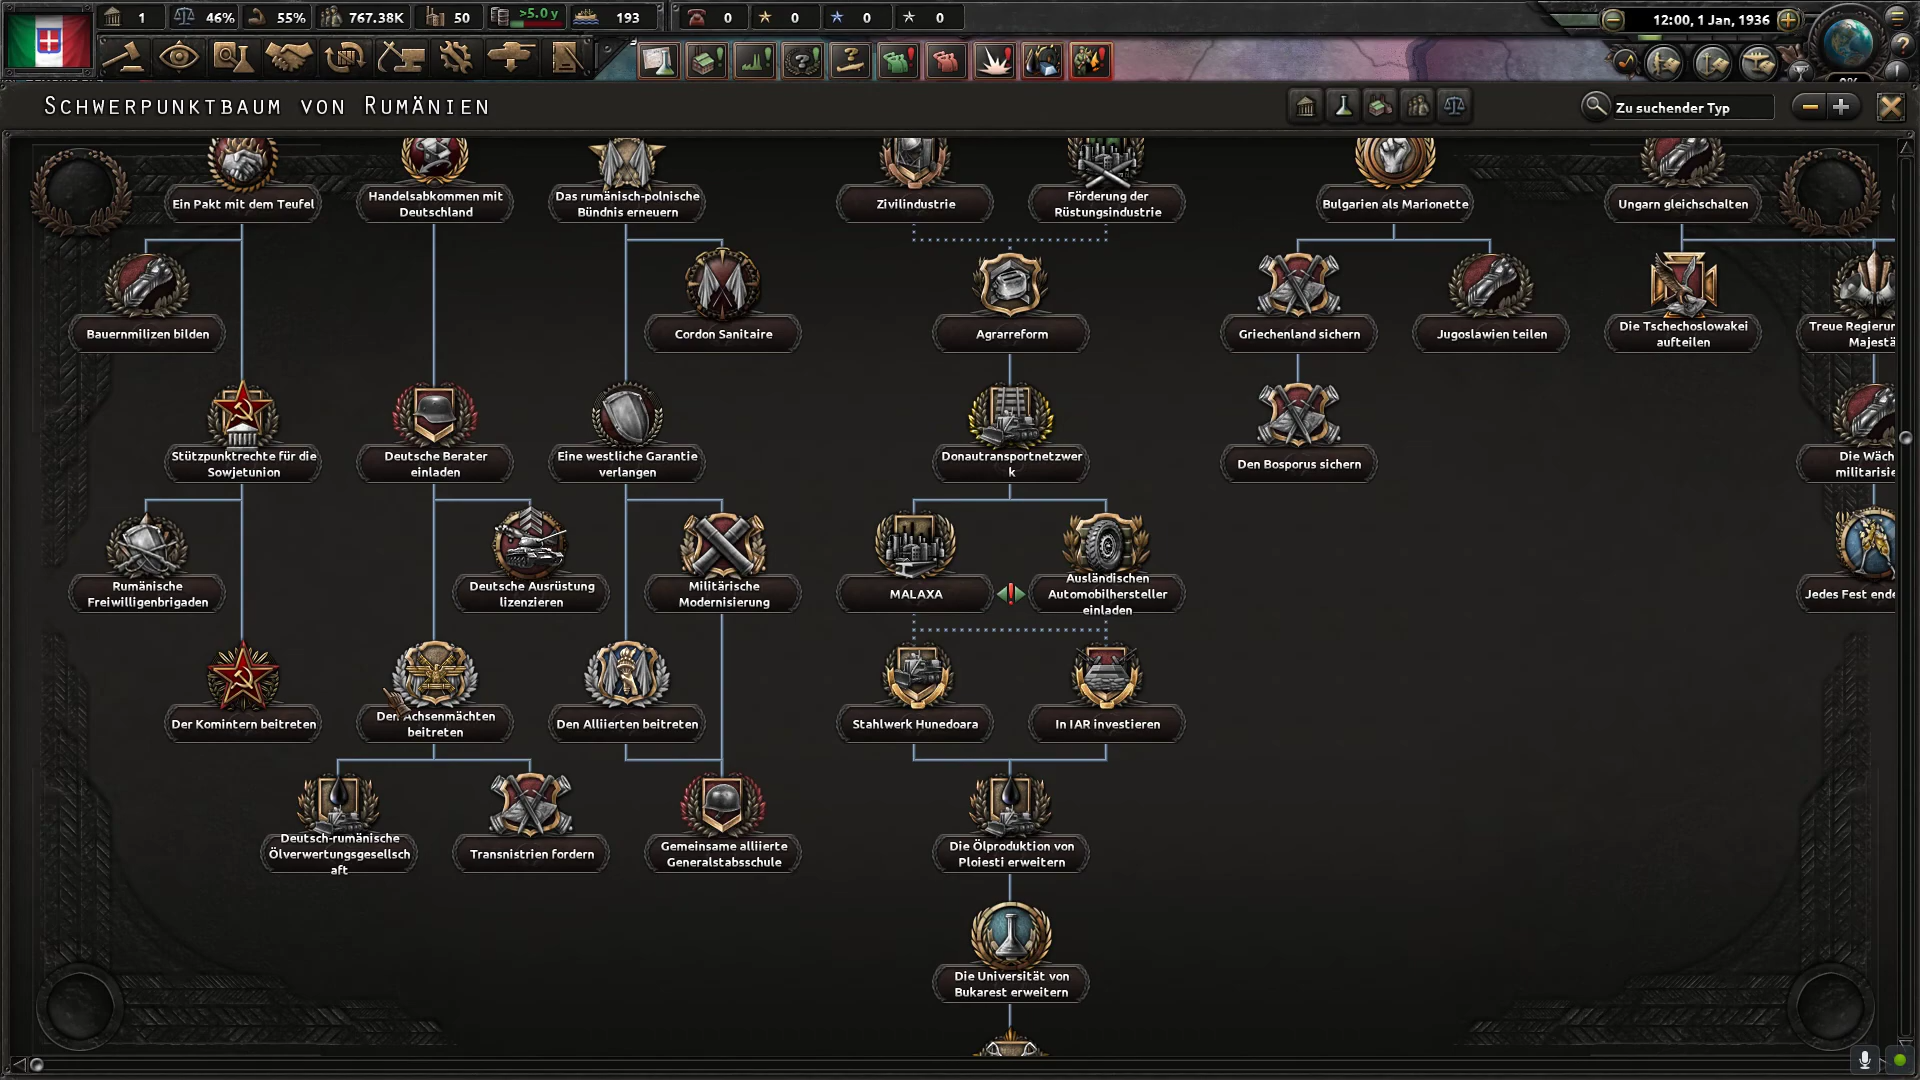 1
46%
55%
767.38K
50
>5.0 y
193
0
0
0
0
12:00, 1 Jan, 1936
SCHWERPUNKTBAUM VON RUMÄNIEN
Zu suchender Typ
Ein Pakt mit dem Teufel
Handelsabkommen mit
Deutschland
Das rumänisch-polnische
Bündnis erneuern
Zivilindustrie
Förderung der
Rüstungsindustrie
Bulgarien als Marionette
Ungarn gleichschalten
Bauernmilizen bilden
Cordon Sanitaire
Agrarreform
Griechenland sichern
Jugoslawien teilen
Die Tschechoslowakei
aufteilen
Treue Regierun
Majestä
Stützpunktrechte für die
Sowjetunion
Deutsche Berater
einladen
Eine westliche Garantie
verlangen
Donautransportnetzwer
k
Den Bosporus sichern
Die Wäch
militarisie
Rumänische
Freiwilligenbrigaden
Deutsche Ausrüstung
lizenzieren
Militärische
Modernisierung
MALAXA
Ausländischen
Automobilhersteller
einladen
Jedes Fest ende
Der Komintern beitreten
Den Achsenmächten
beitreten
Den Alliierten beitreten
Stahlwerk Hunedoara
In IAR investieren
Deutsch-rumänische
Ölverwertungsgesellsch
aft
Transnistrien fordern
Gemeinsame alliierte
Generalstabsschule
Die Ölproduktion von
Ploiesti erweitern
Die Universität von
Bukarest erweitern